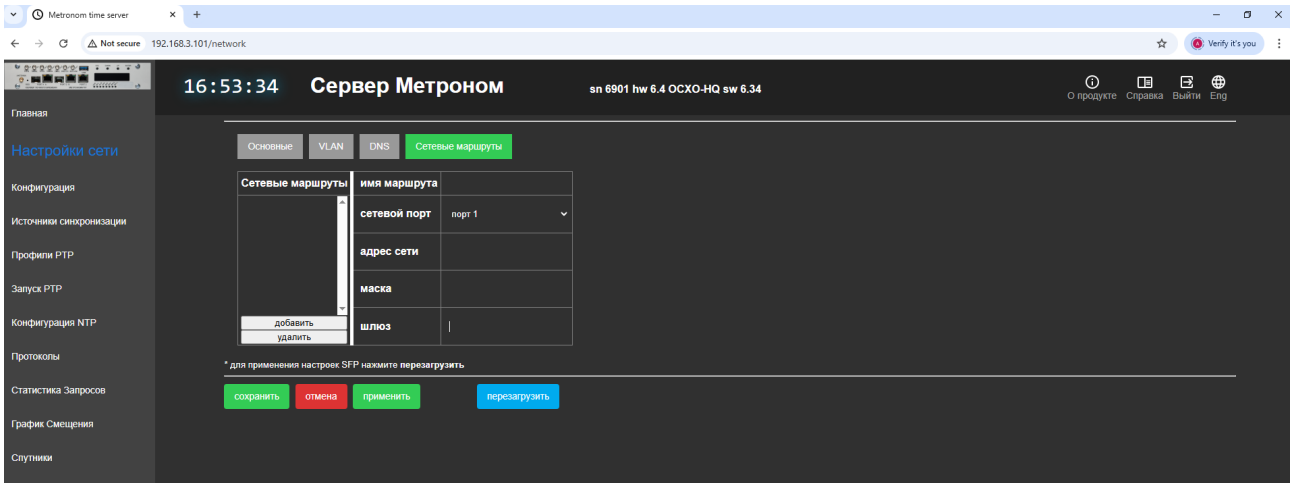 Metronom time server
Not secure 192.168.3.101/network
Verify it's you
16:53:34 Сервер Метроном sn 6901 hw 6.4 OCXO-HQ sw 6.34
О продукте Справка Выйти Eng
Главная
Настройки сети
Конфигурация
Источники синхронизации
Профили PTP
Запуск PTP
Конфигурация NTP
Протоколы
Статистика Запросов
График Смещения
Спутники
Основные VLAN DNS Сетевые маршруты
Сетевые маршруты имя маршрута
сетевой порт порт 1
адрес сети
маска
шлюз
добавить
удалить
* для применения настроек SFP нажмите перезагрузить
сохранить отмена применить перезагрузить